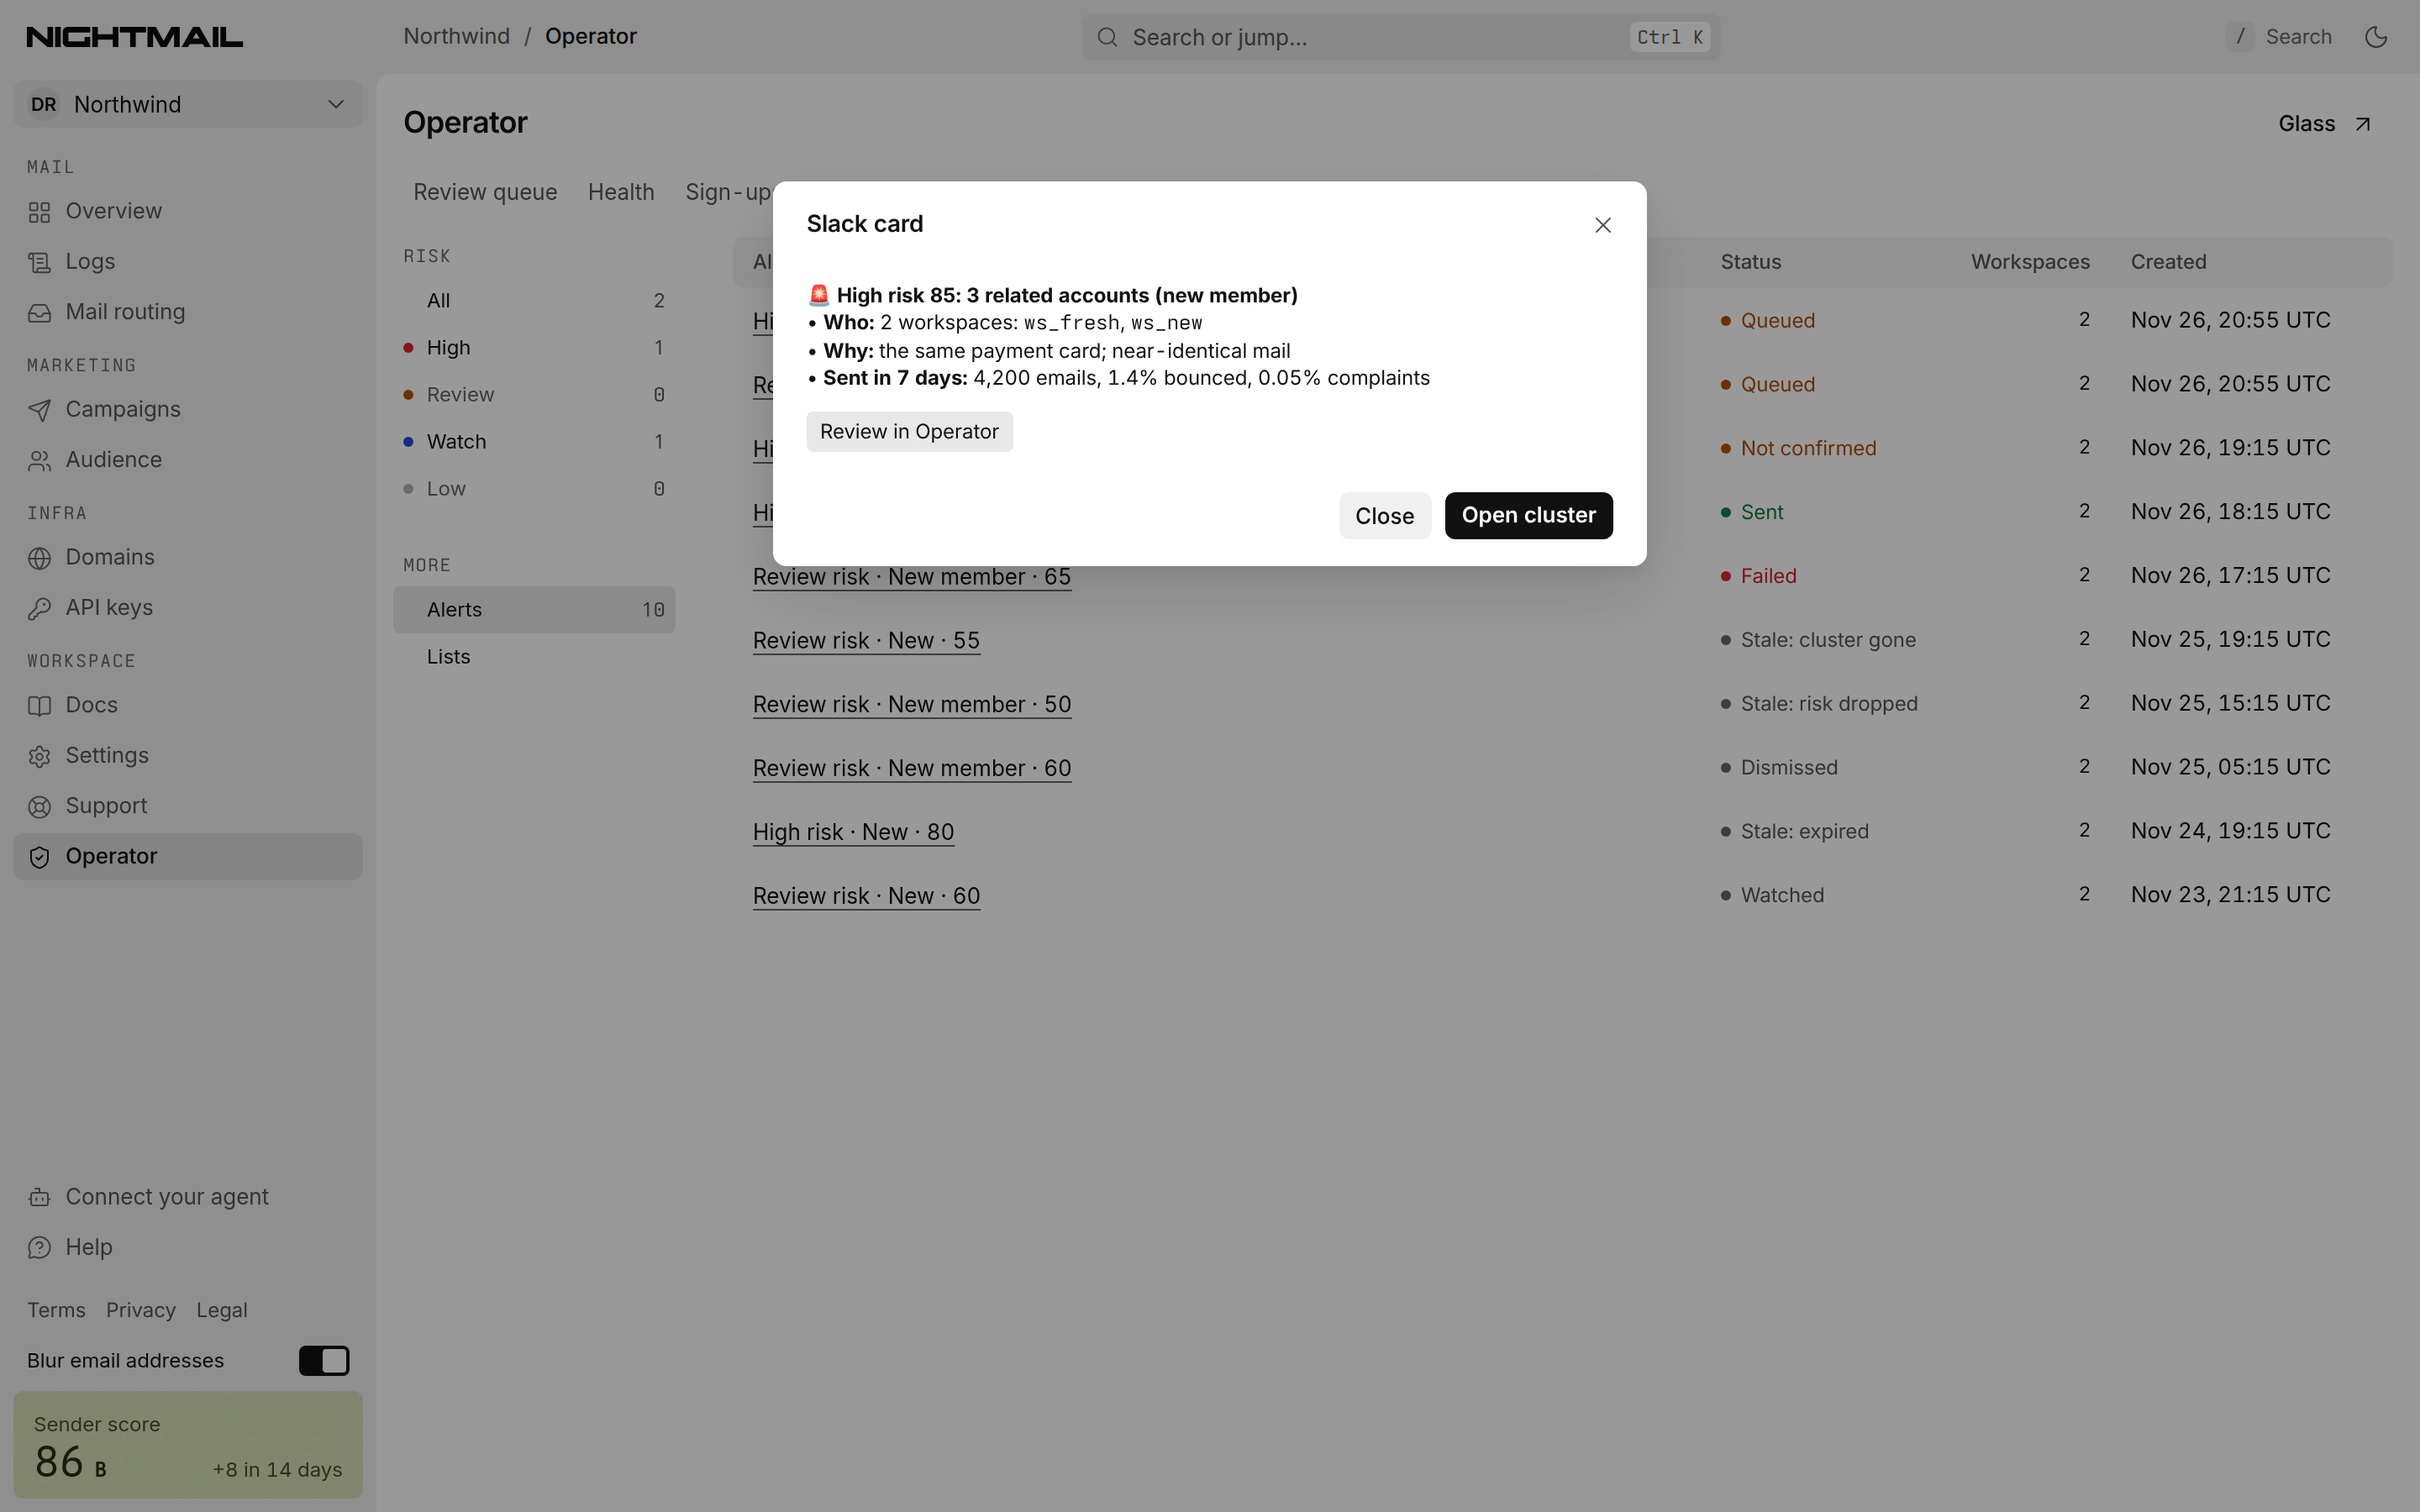 NIGHTMAIL
Northwind / Operator
Search or jump...
Ctrl K
/ Search
DR Northwind
MAIL
Overview
Logs
Mail routing
MARKETING
Campaigns
Audience
INFRA
Domains
API keys
WORKSPACE
Docs
Settings
Support
Operator
Connect your agent
Help
Terms Privacy Legal
Blur email addresses
Sender score
86 B +8 in 14 days
Operator
Glass
Review queue Health Sign-up
RISK
All 2
High 1
Review 0
Watch 1
Low 0
MORE
Alerts 10
Lists
Slack card
🚨 High risk 85: 3 related accounts (new member)
• Who: 2 workspaces: ws_fresh, ws_new
• Why: the same payment card; near-identical mail
• Sent in 7 days: 4,200 emails, 1.4% bounced, 0.05% complaints
Review in Operator
Close Open cluster
Status Workspaces Created
Queued 2 Nov 26, 20:55 UTC
Queued 2 Nov 26, 20:55 UTC
Not confirmed 2 Nov 26, 19:15 UTC
Sent 2 Nov 26, 18:15 UTC
Review risk · New member · 65 Failed 2 Nov 26, 17:15 UTC
Review risk · New · 55 Stale: cluster gone 2 Nov 25, 19:15 UTC
Review risk · New member · 50 Stale: risk dropped 2 Nov 25, 15:15 UTC
Review risk · New member · 60 Dismissed 2 Nov 25, 05:15 UTC
High risk · New · 80 Stale: expired 2 Nov 24, 19:15 UTC
Review risk · New · 60 Watched 2 Nov 23, 21:15 UTC